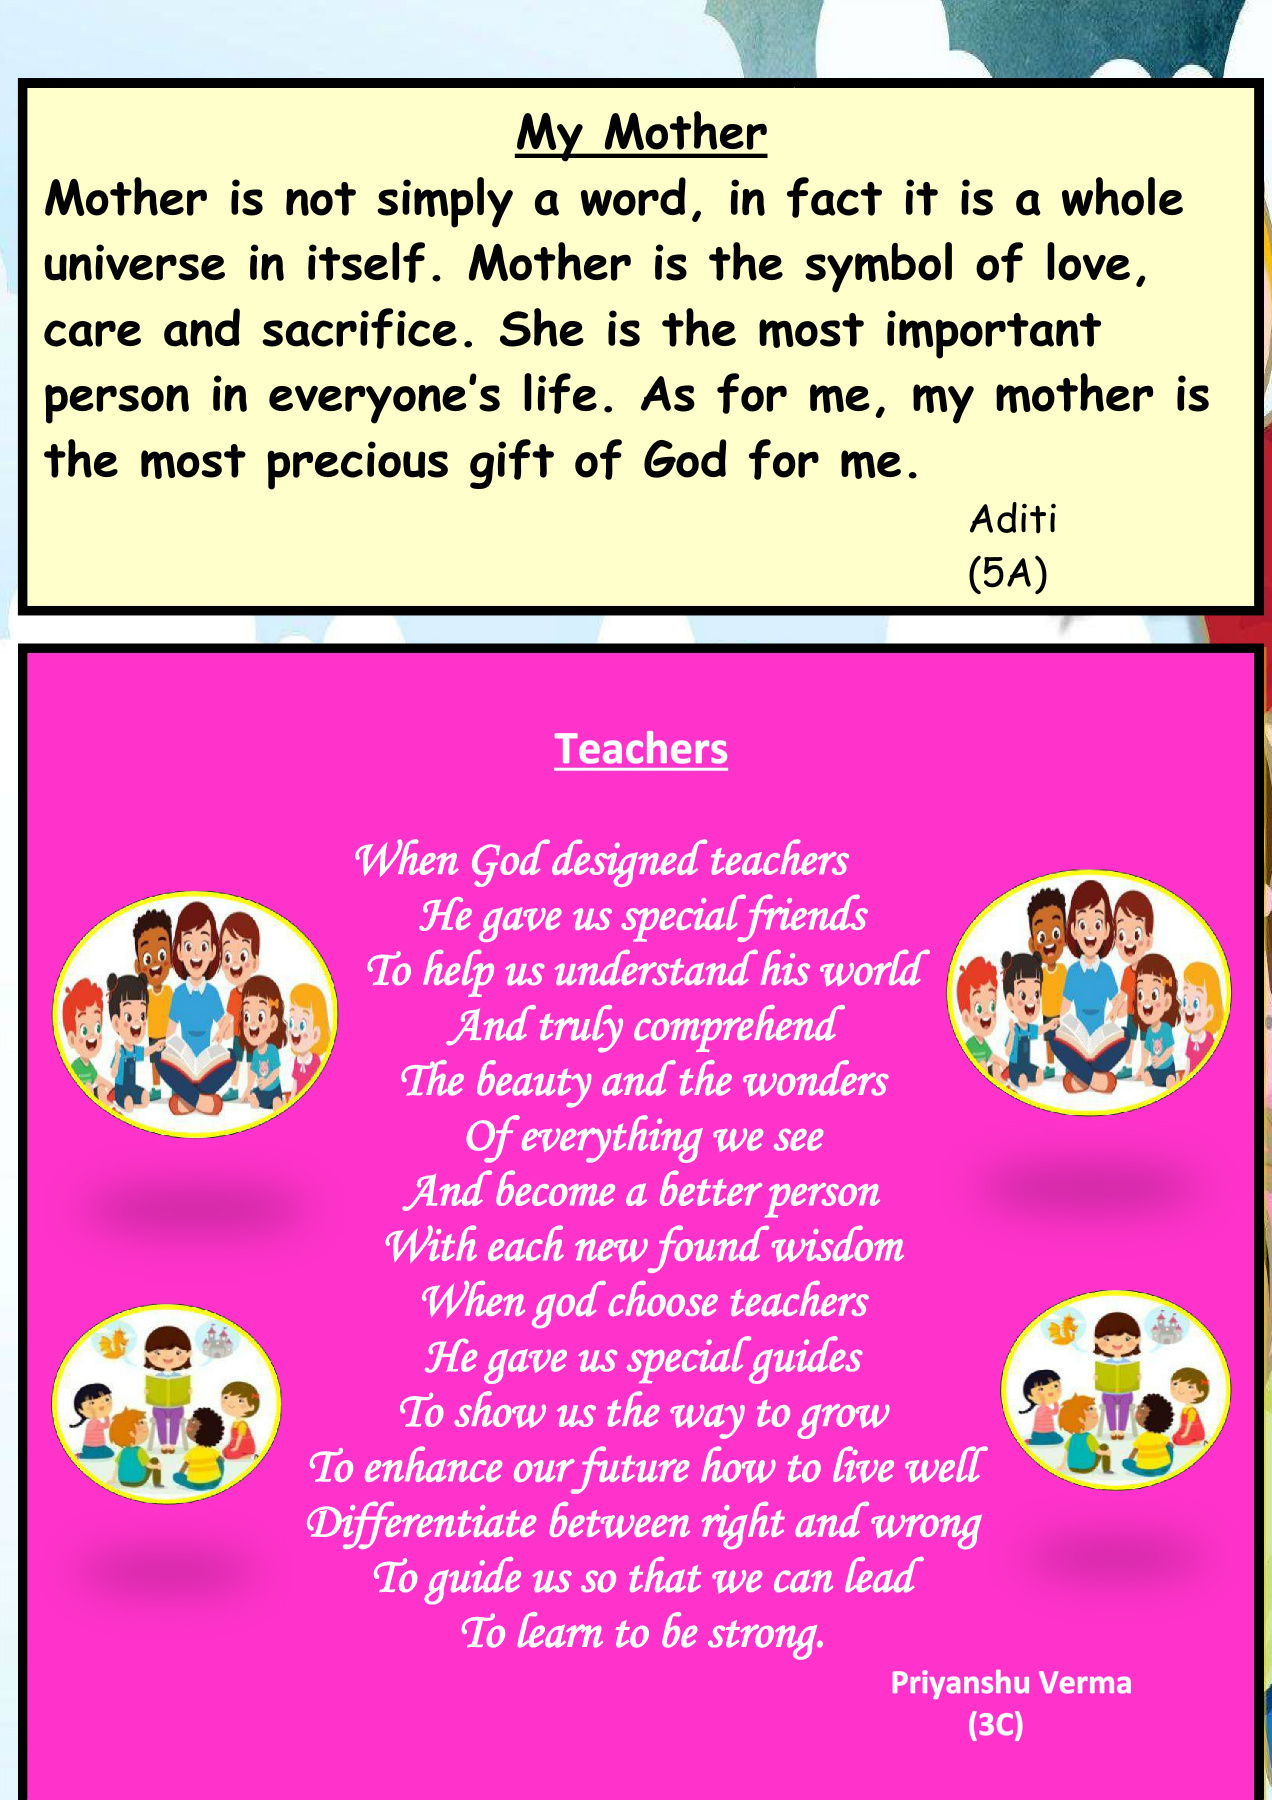 My Mother
Mother is not simply a word, in fact it is a whole
universe in itself. Mother is the symbol of love,
care and sacrifice. She is the most important
person in everyone’s life. As for me, my mother is
the most precious gift of God for me.
Aditi
(5A)
Teachers
When God designed teachers
He gave us special friends
To help us understand his world
And truly comprehend
The beauty and the wonders
Of everything we see
And become a better person
With each new found wisdom
When god choose teachers
He gave us special guides
To show us the way to grow
To enhance our future how to live well
Differentiate between right and wrong
To guide us so that we can lead
To learn to be strong.
Priyanshu Verma
(3C)